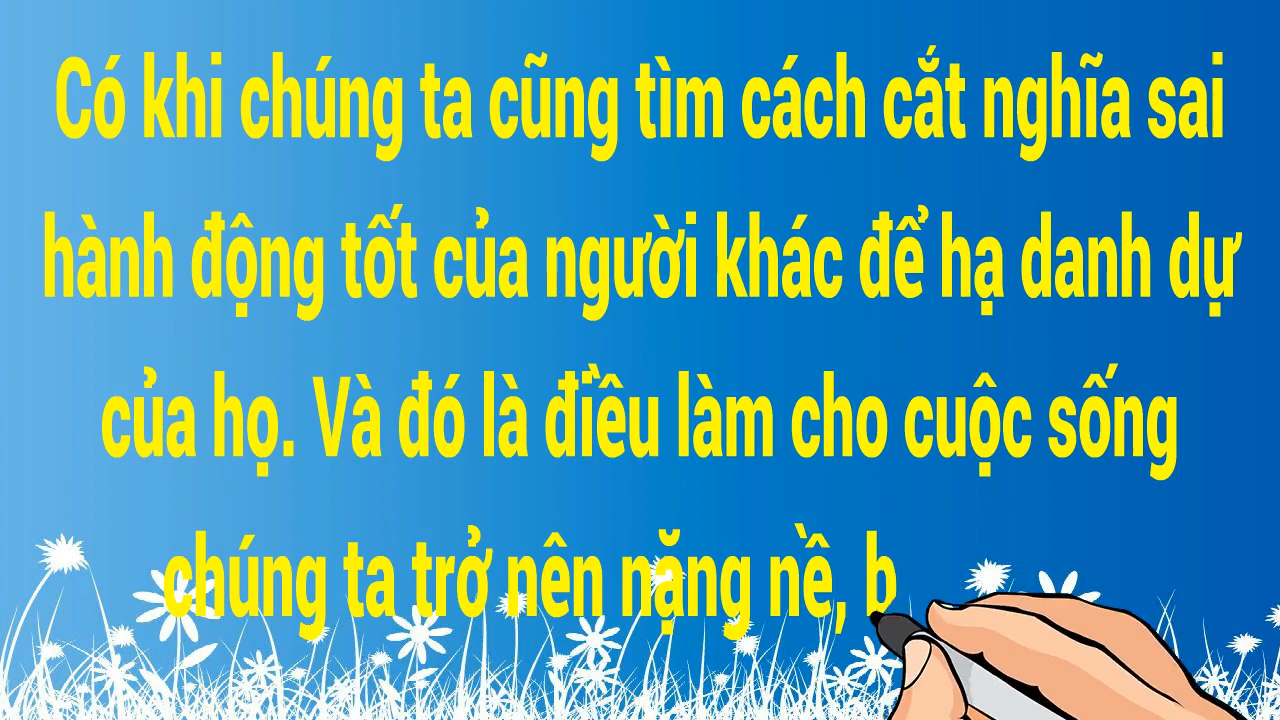 Có khi chúng ta cũng tìm cách cắt nghĩa sai
hành động tốt của người khác để hạ danh dự
của họ. Và đó là điều làm cho cuộc sống
chúng ta trở nên nặng nề, b